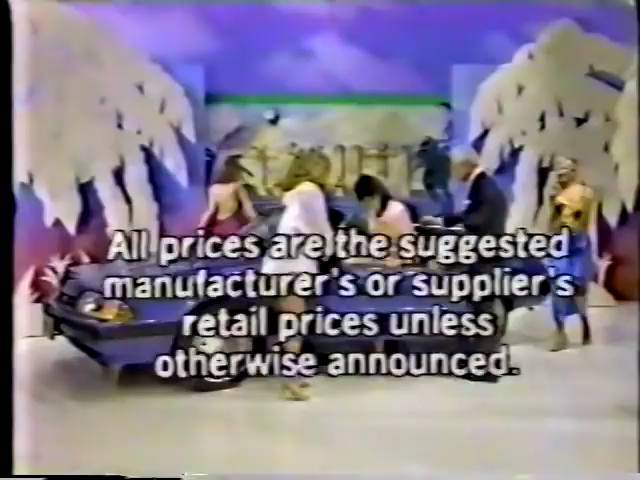 All prices are the suggested
manufacturer's or supplier's
retail prices unless
otherwise announced.